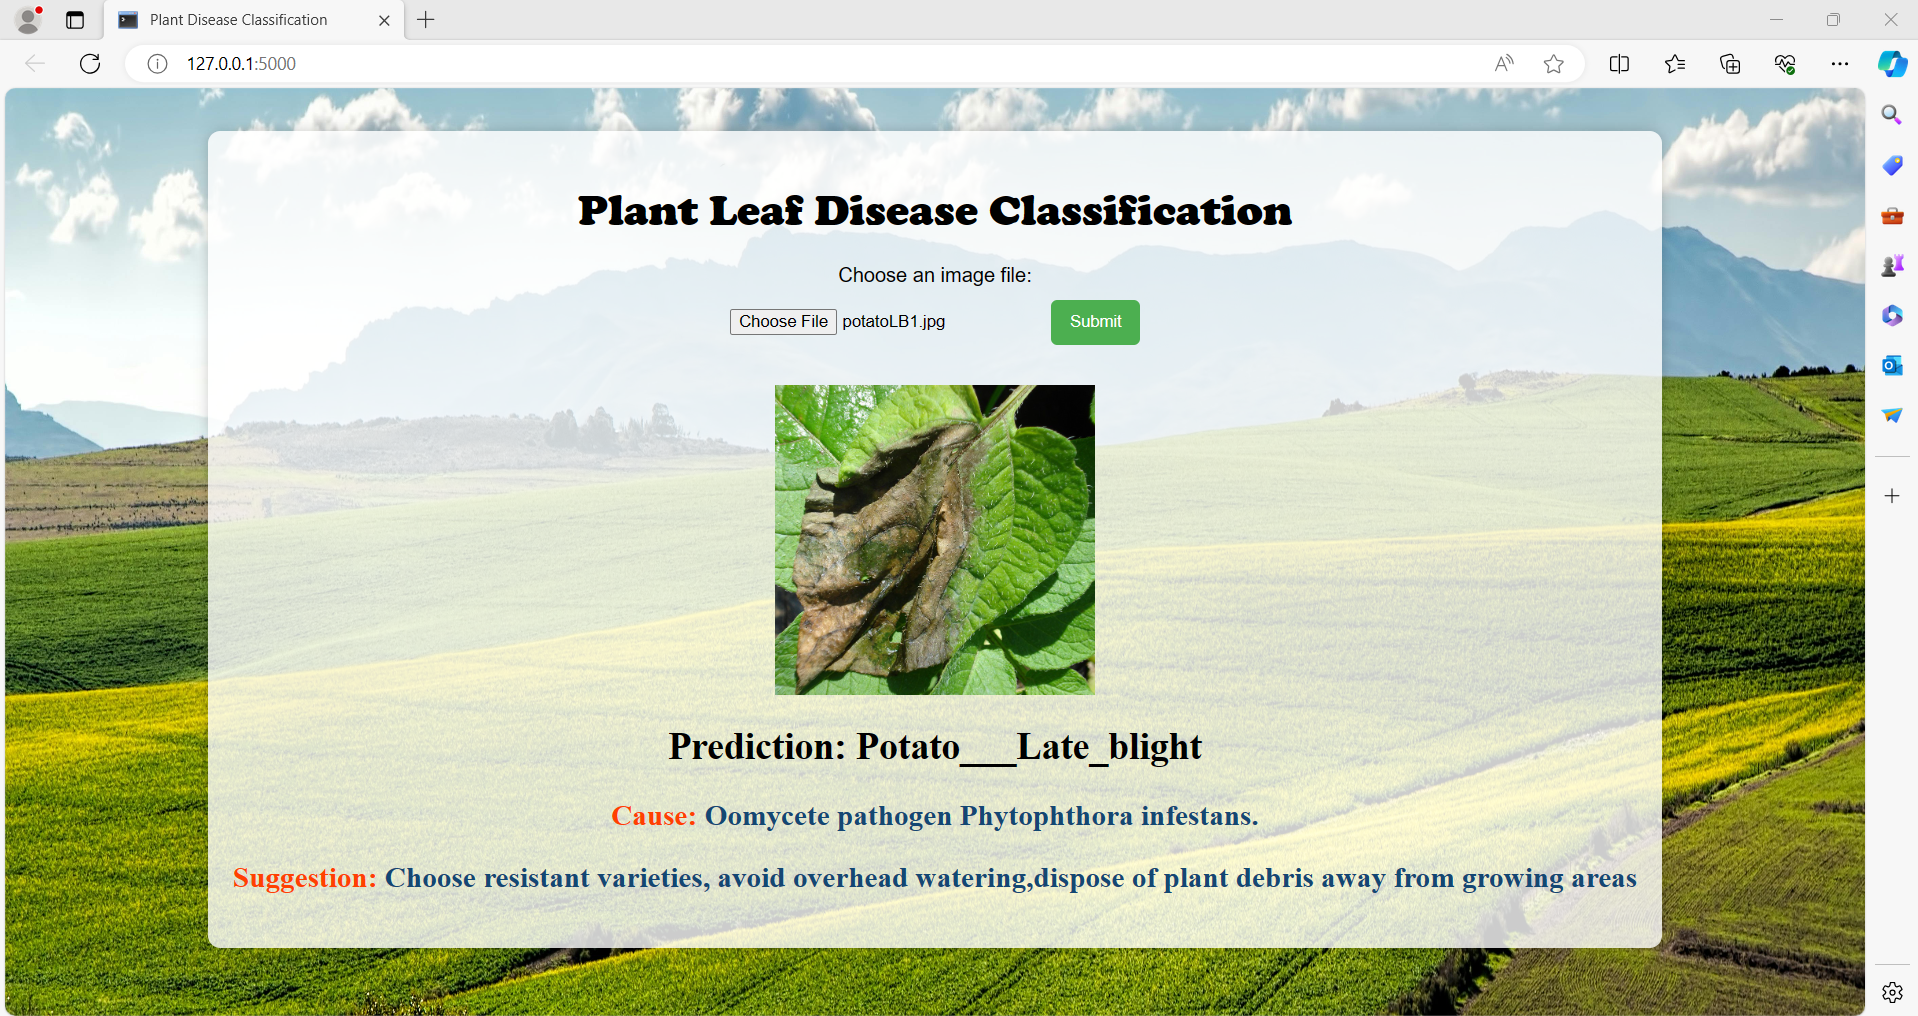 Plant Disease Classification
127.0.0.1:5000
Plant Leaf Disease Classification
Choose an image file:
Choose File potatoLB1.jpg Submit
Prediction: Potato___Late_blight
Cause: Oomycete pathogen Phytophthora infestans.
Suggestion: Choose resistant varieties, avoid overhead watering,dispose of plant debris away from growing areas